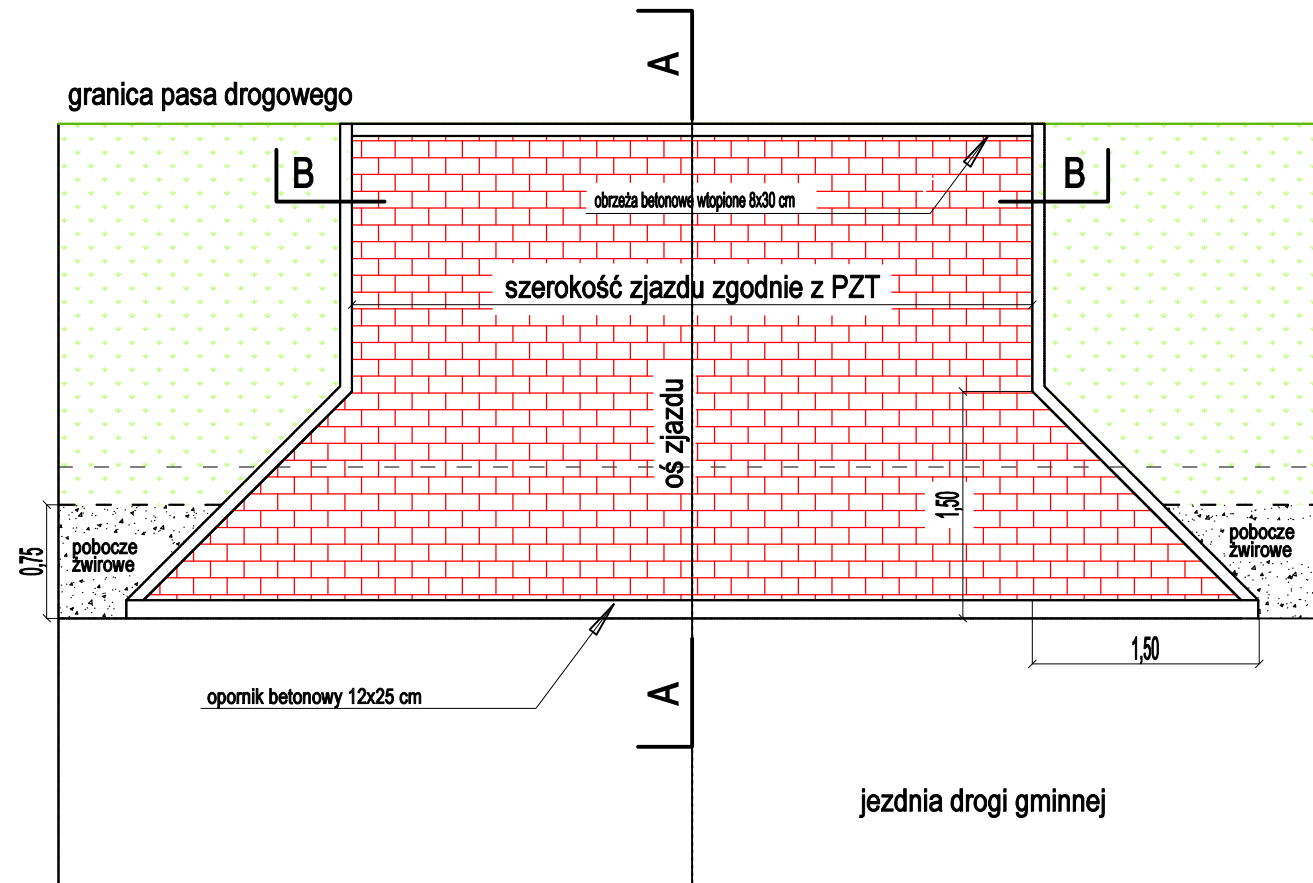 A
granica pasa drogowego
B
B
obrzeża betonowe wtopione 8x30 cm
szerokość zjazdu zgodnie z PZT
oś zjazdu
1,50
0,75
pobocze
żwirowe
pobocze
żwirowe
1,50
opornik betonowy 12x25 cm
A
jezdnia drogi gminnej